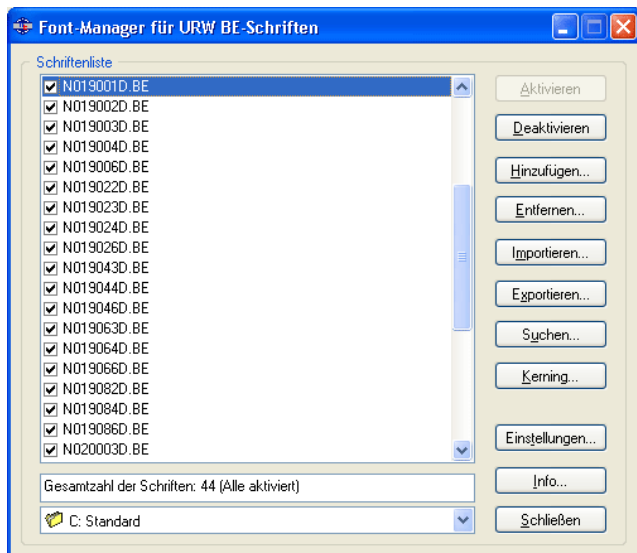 Font-Manager für URW BE-Schriften
Schriftenliste
N019001D.BE
N019002D.BE
N019003D.BE
N019004D.BE
N019006D.BE
N019022D.BE
N019023D.BE
N019024D.BE
N019026D.BE
N019043D.BE
N019044D.BE
N019046D.BE
N019063D.BE
N019064D.BE
N019066D.BE
N019082D.BE
N019084D.BE
N019086D.BE
N020003D.BE
Gesamtzahl der Schriften: 44 (Alle aktiviert)
C: Standard
Aktivieren
Deaktivieren
Hinzufügen...
Entfernen...
Importieren...
Exportieren...
Suchen...
Kerning...
Einstellungen...
Info...
Schließen